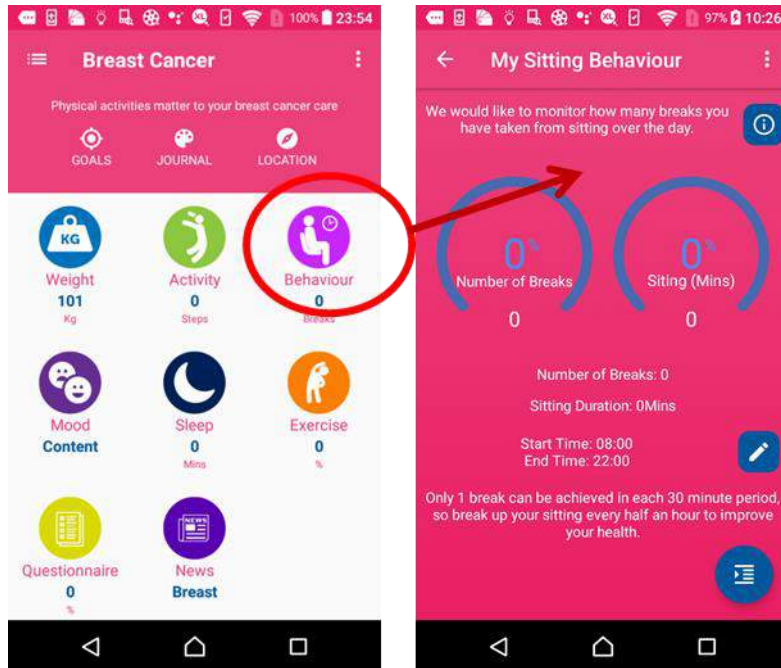 100% 23:54
Breast Cancer
Physical activities matter to your breast cancer care
GOALS JOURNAL LOCATION
KG
Weight Activity Behaviour
101 0 0
Kg Steps Breaks
Mood Sleep Exercise
Content 0 0
Mins %
NEWS
Questionnaire News
0 Breast
%
97% 10:26
My Sitting Behaviour
We would like to monitor how many breaks you
have taken from sitting over the day.
0% 0%
Number of Breaks Siting (Mins)
0 0
Number of Breaks: 0
Sitting Duration: 0Mins
Start Time: 08:00
End Time: 22:00
Only 1 break can be achieved in each 30 minute period,
so break up your sitting every half an hour to improve
your health.